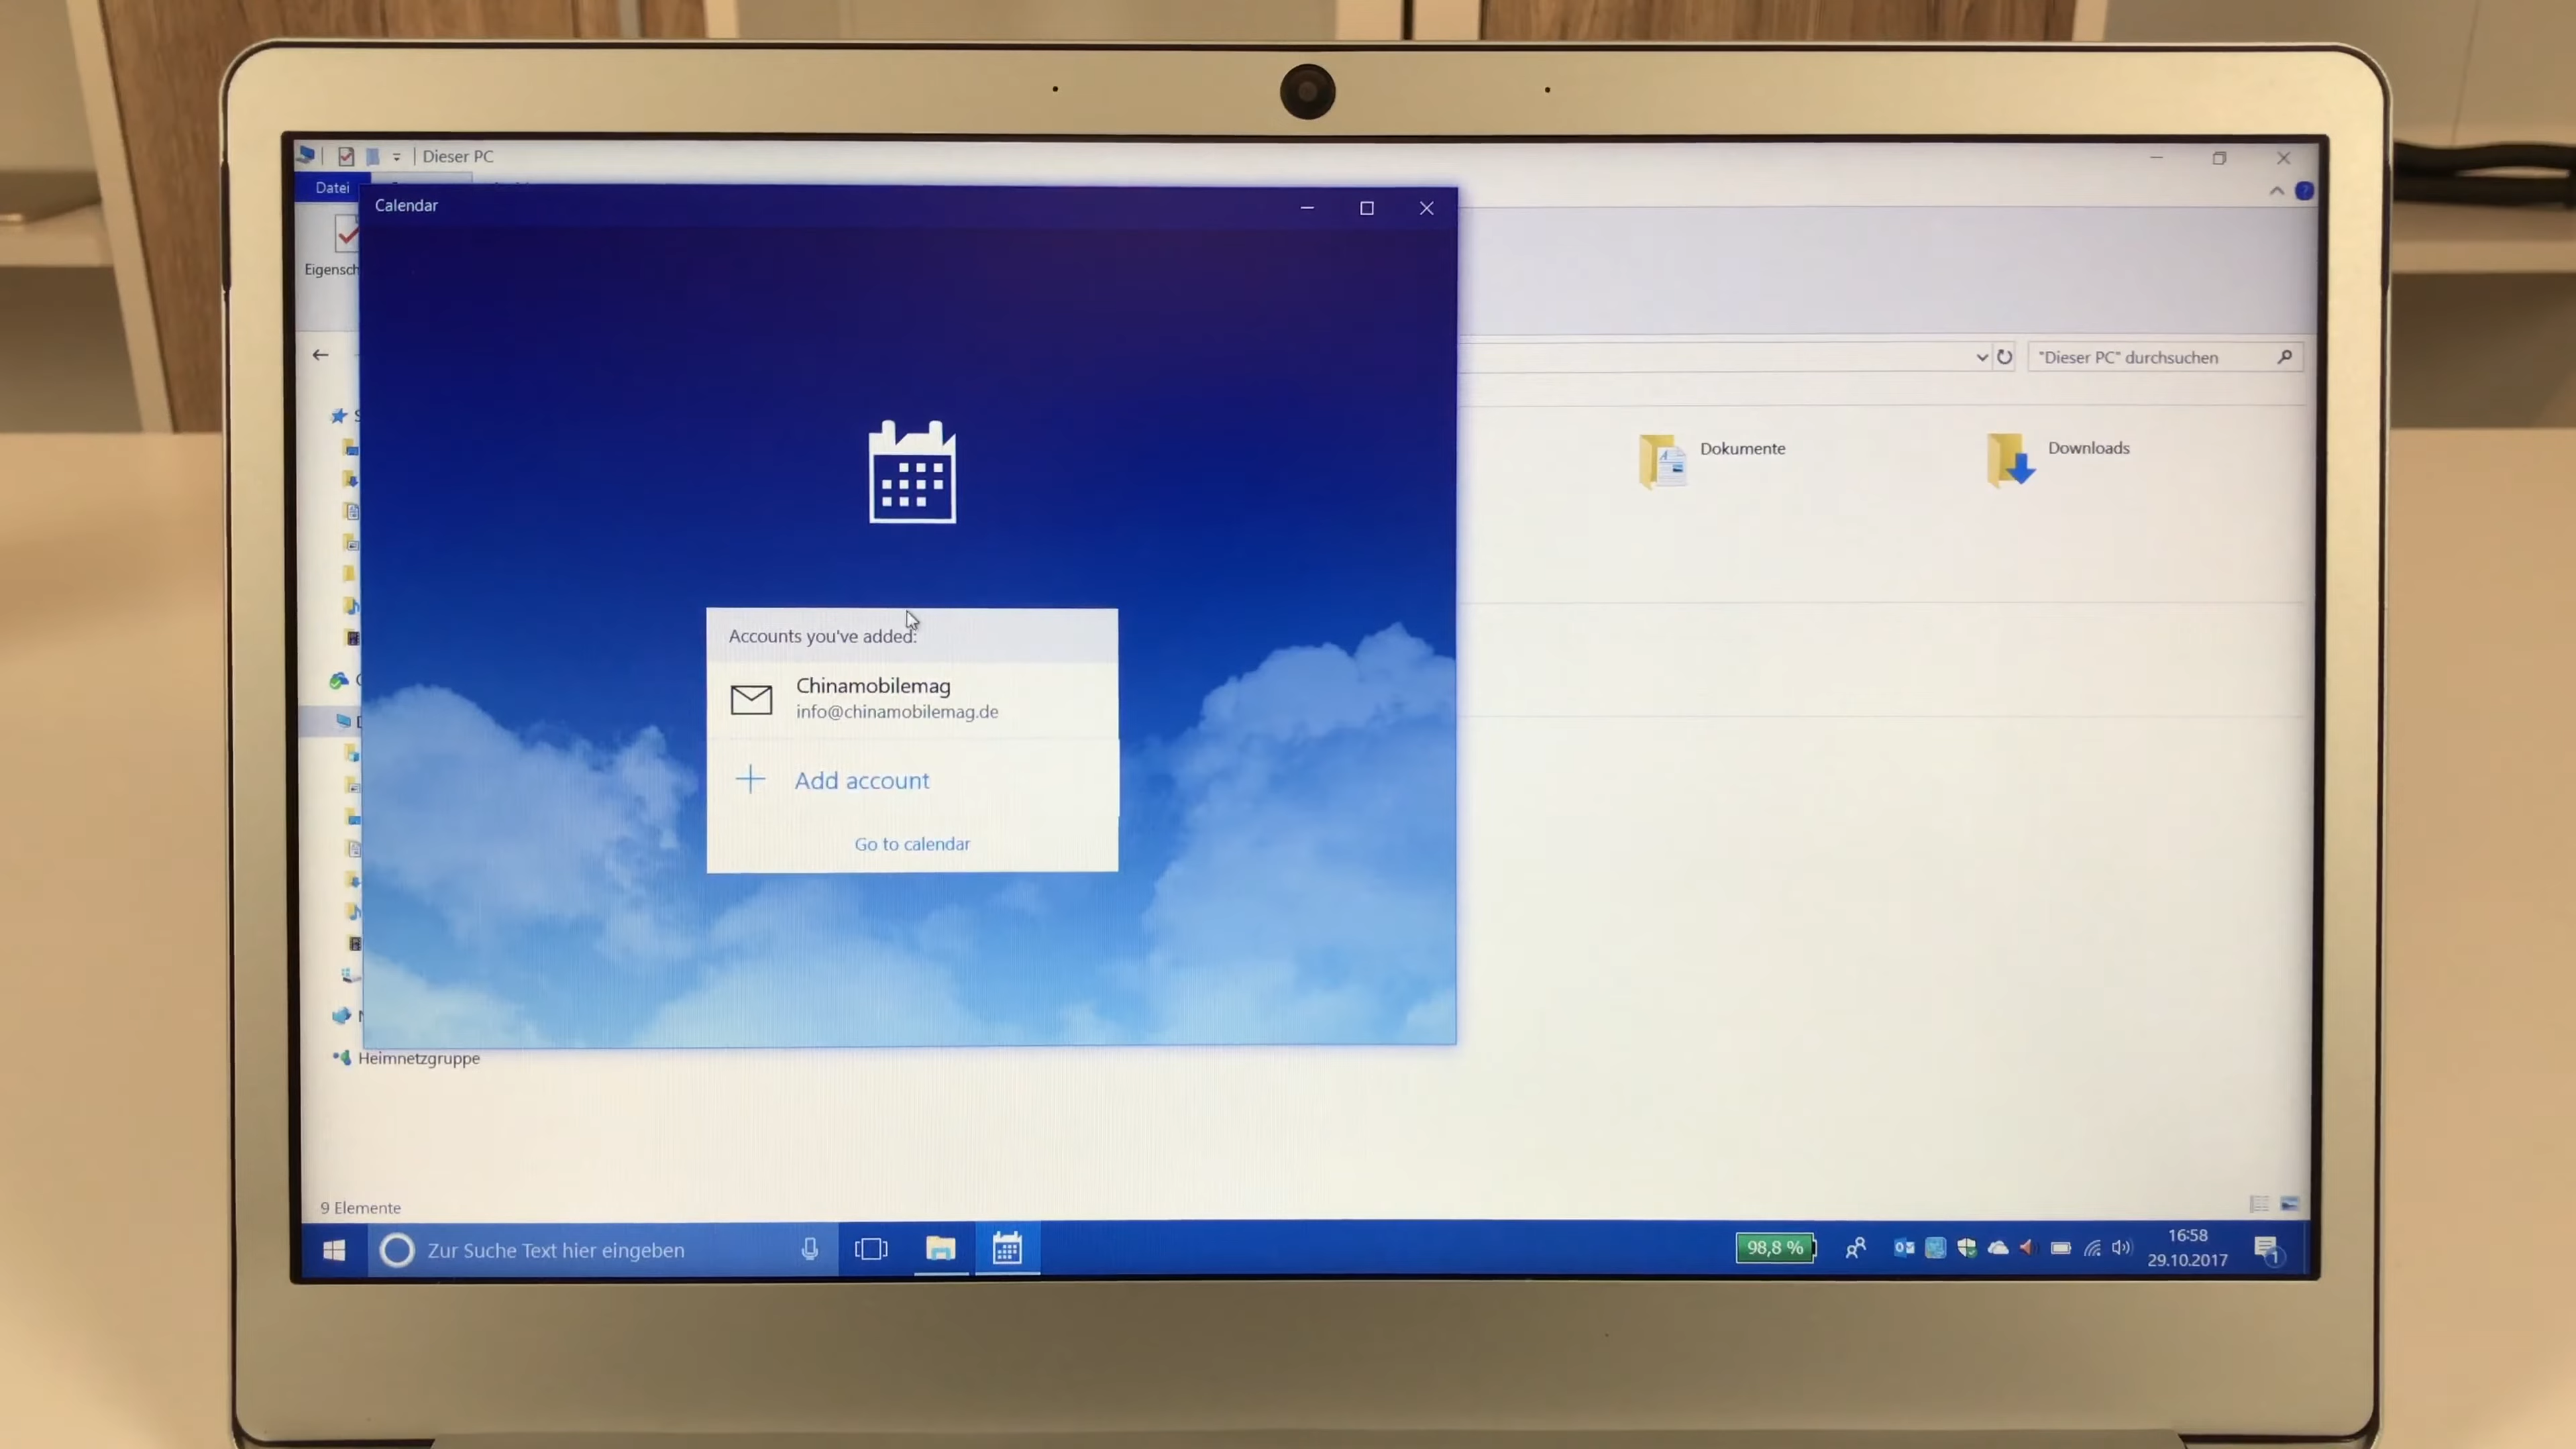 Dieser PC
Datei
Calendar
Eigensch
"Dieser PC" durchsuchen
Dokumente
Downloads
Accounts you've added:
Chinamobilemag
info@chinamobilemag.de
Add account
Go to calendar
Heimnetzgruppe
9 Elemente
Zur Suche Text hier eingeben
98,8 %
16:58
29.10.2017
1